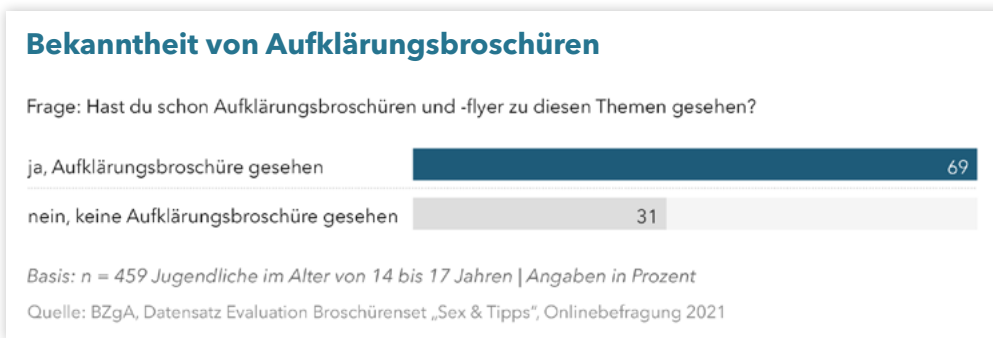 Bekanntheit von Aufklärungsbroschüren
Frage: Hast du schon Aufklärungsbroschüren und -flyer zu diesen Themen gesehen?
ja, Aufklärungsbroschüre gesehen 69
nein, keine Aufklärungsbroschüre gesehen 31
Basis: n = 459 Jugendliche im Alter von 14 bis 17 Jahren | Angaben in Prozent
Quelle: BZgA, Datensatz Evaluation Broschürenset „Sex & Tipps“, Onlinebefragung 2021